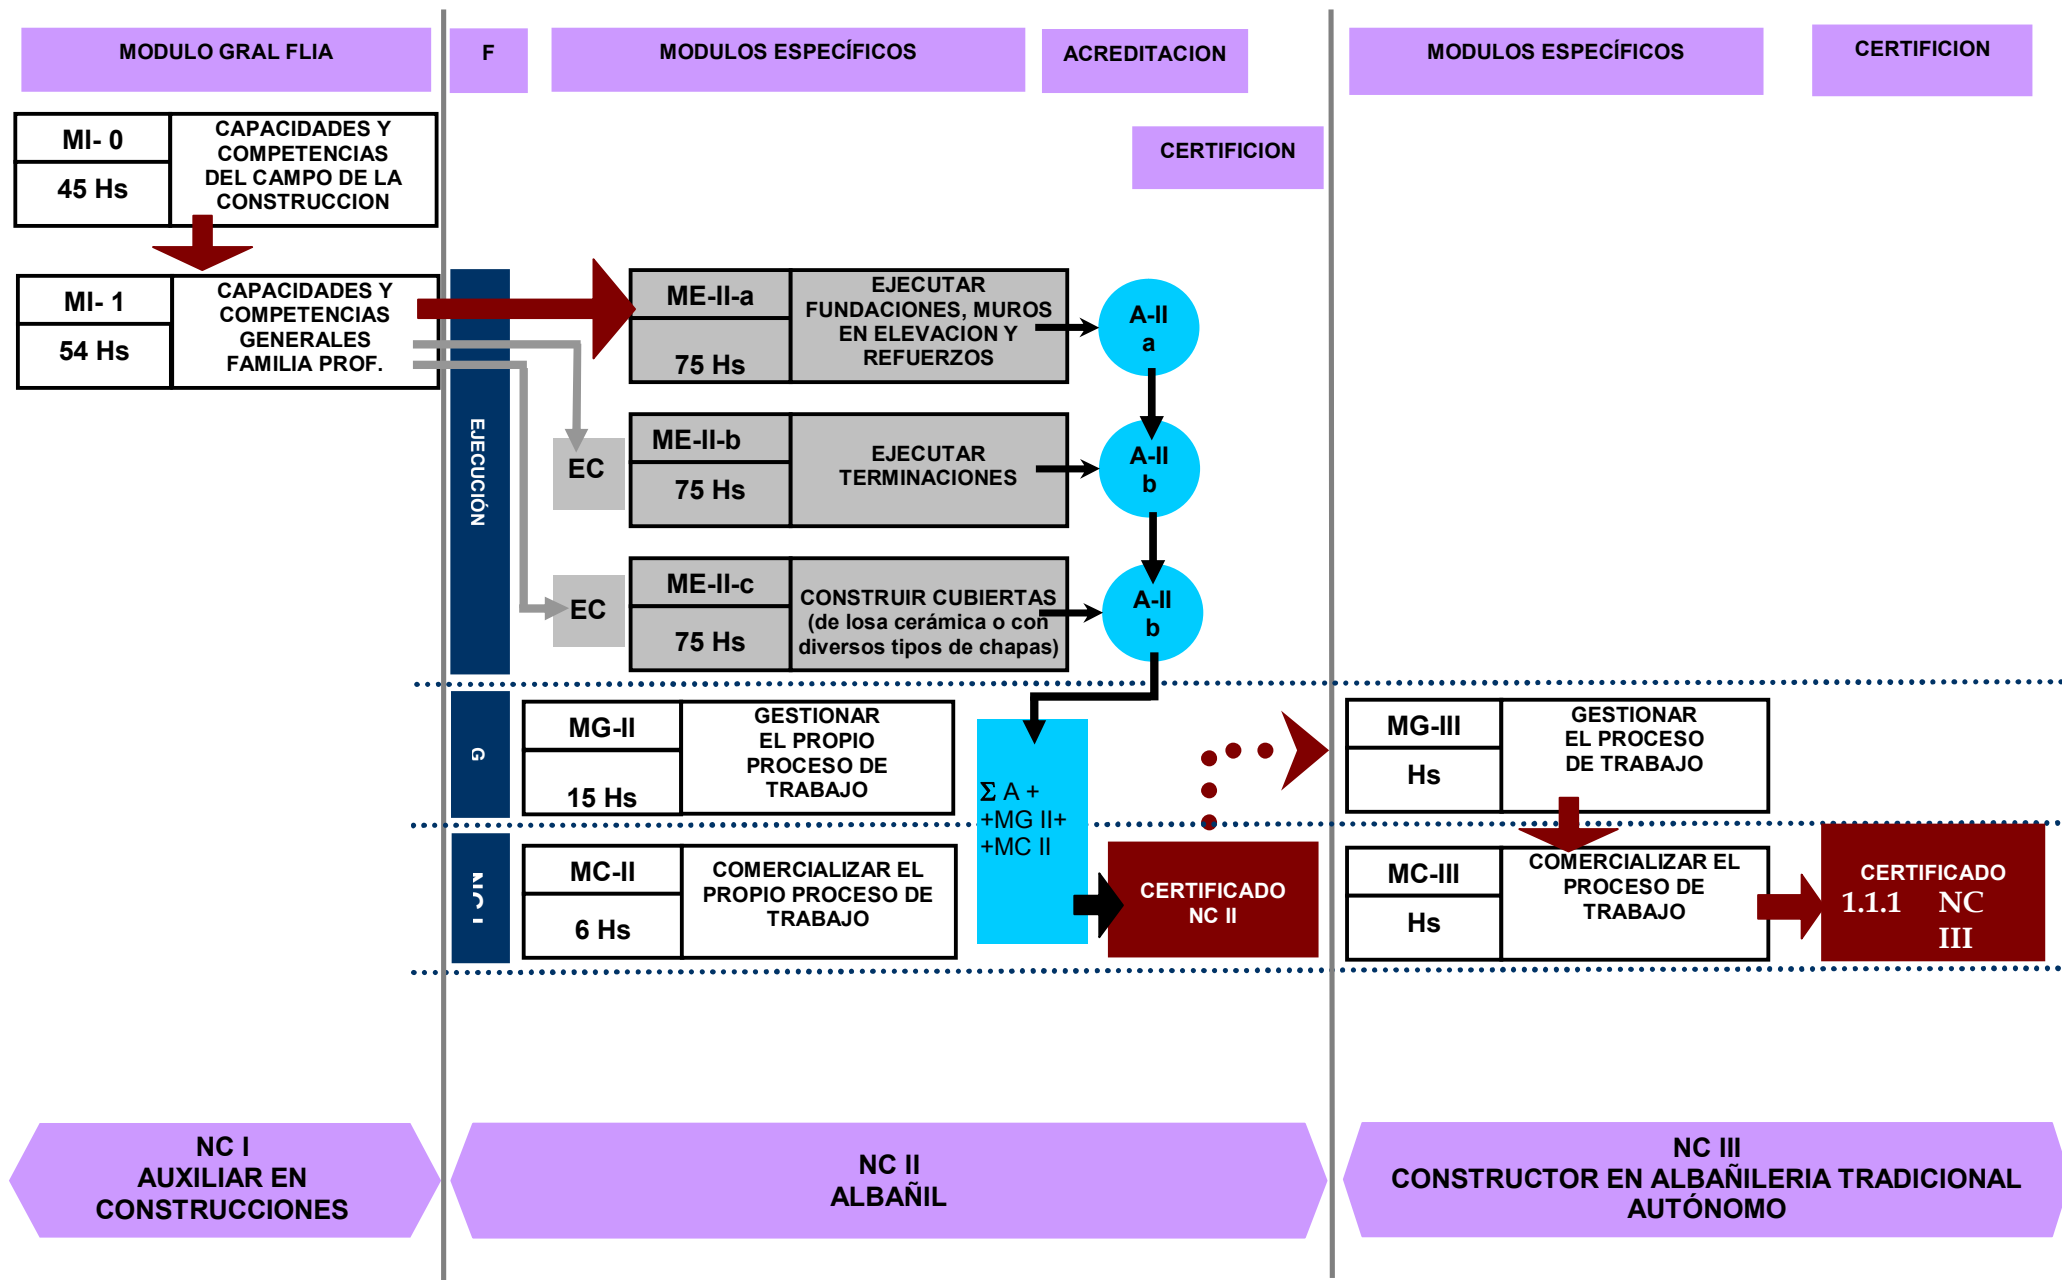 MODULO GRAL FLIA
F
MODULOS ESPECÍFICOS
ACREDITACION
MODULOS ESPECÍFICOS
CERTIFICION
CERTIFICION
MI- 0
45 Hs
CAPACIDADES Y
COMPETENCIAS
DEL CAMPO DE LA
CONSTRUCCION
MI- 1
54 Hs
CAPACIDADES Y
COMPETENCIAS
GENERALES
FAMILIA PROF.
EJECUCIÓN
ME-II-a
75 Hs
EJECUTAR
FUNDACIONES, MUROS
EN ELEVACION Y
REFUERZOS
A-II
a
EC
ME-II-b
75 Hs
EJECUTAR
TERMINACIONES
A-II
b
EC
ME-II-c
75 Hs
CONSTRUIR CUBIERTAS
(de losa cerámica o con
diversos tipos de chapas)
A-II
b
G
MG-II
15 Hs
GESTIONAR
EL PROPIO
PROCESO DE
TRABAJO
Σ A +
+MG II+
+MC II
MG-III
Hs
GESTIONAR
EL PROCESO
DE TRABAJO
MC-II
6 Hs
COMERCIALIZAR EL
PROPIO PROCESO DE
TRABAJO
CERTIFICADO
NC II
MC-III
Hs
COMERCIALIZAR EL
PROCESO DE
TRABAJO
CERTIFICADO
1.1.1 NC
III
NC I
AUXILIAR EN
CONSTRUCCIONES
NC II
ALBAÑIL
NC III
CONSTRUCTOR EN ALBAÑILERIA TRADICIONAL
AUTÓNOMO